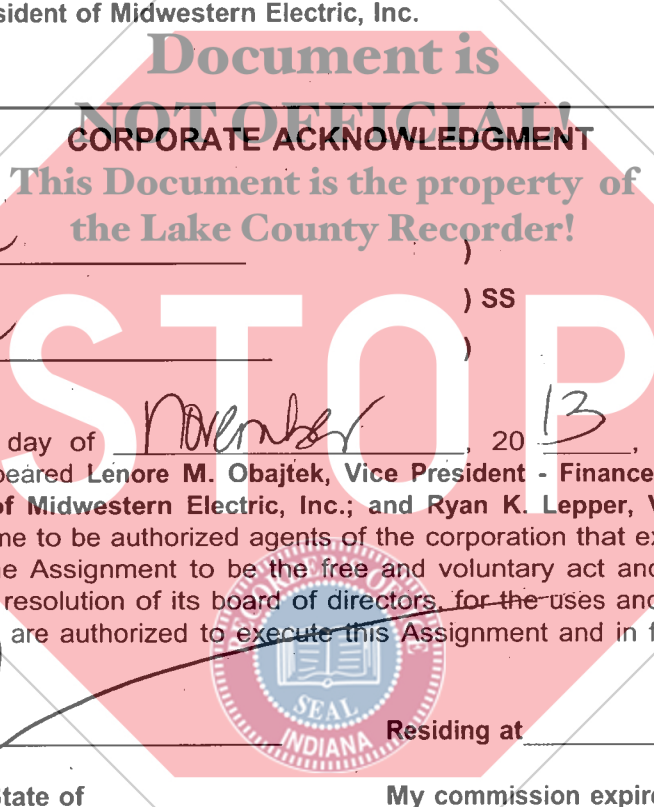 sident of Midwestern Electric, Inc.
Document is
NOT OFFICIAL!
CORPORATE ACKNOWLEDGMENT
This Document is the property of
the Lake County Recorder!
)
) SS
)
STOP
day of November, 20 13,
peared Lenore M. Obajtek, Vice President - Finance
of Midwestern Electric, Inc.; and Ryan K. Lepper, V
me to be authorized agents of the corporation that ex
he Assignment to be the free and voluntary act and
resolution of its board of directors, for the uses and
are authorized to execute this Assignment and in f
SEAL
INDIANA
Residing at
State of
My commission expire